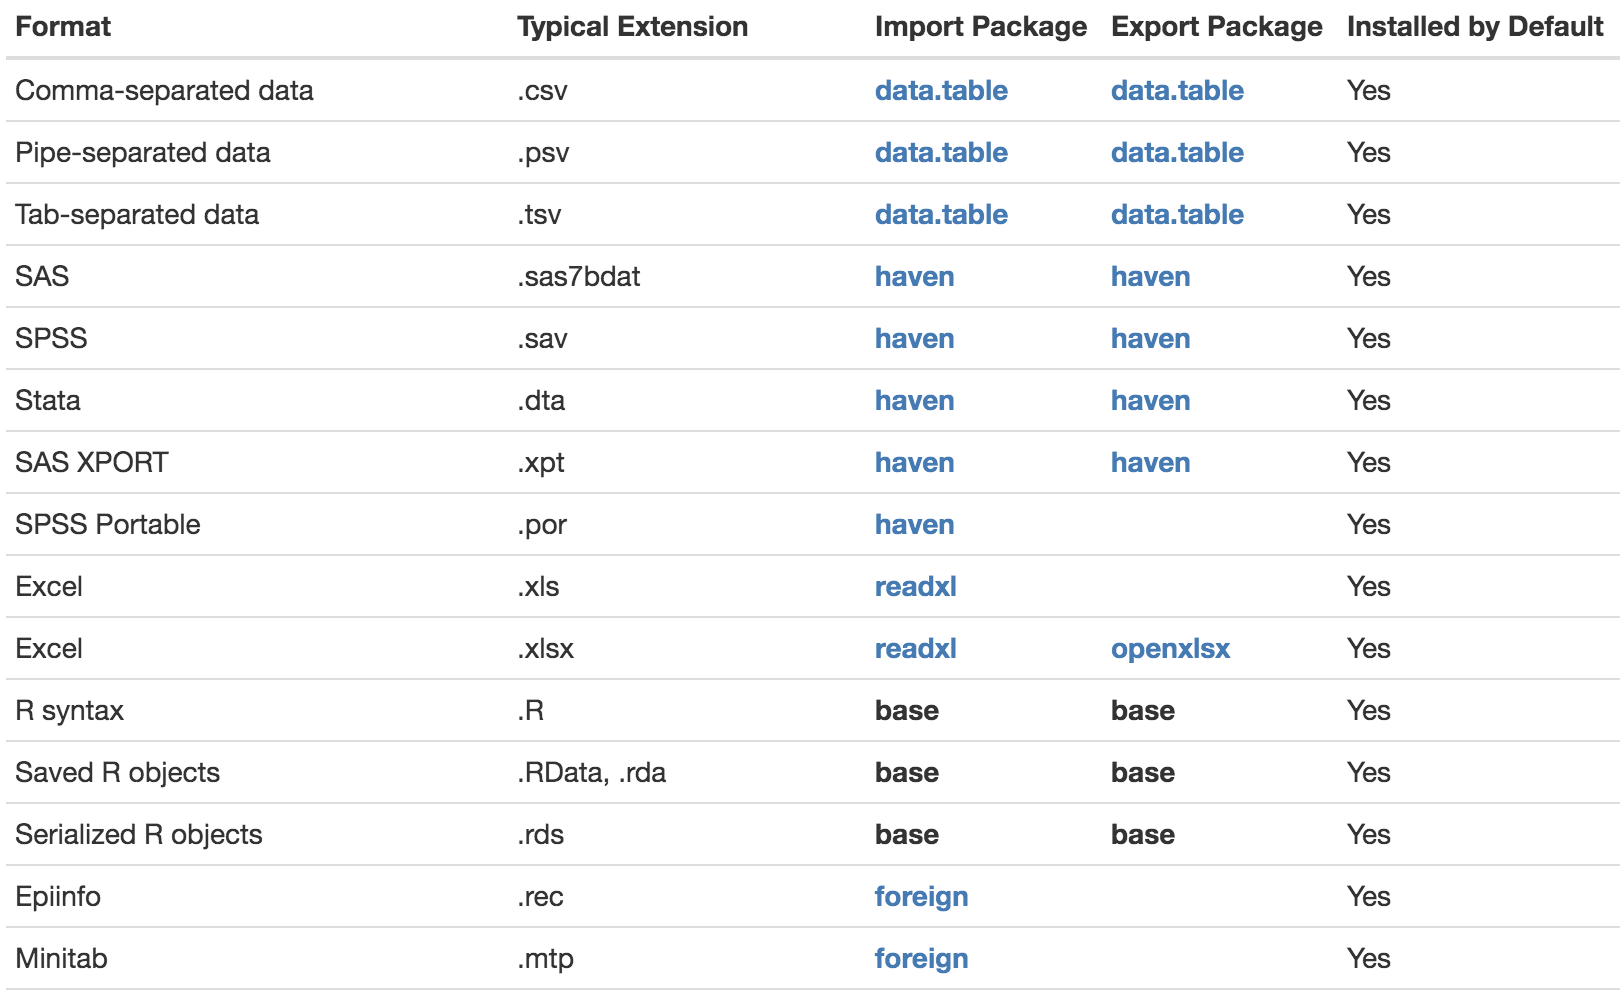 Format Typical Extension Import Package Export Package Installed by Default
Comma-separated data .csv data.table data.table Yes
Pipe-separated data .psv data.table data.table Yes
Tab-separated data .tsv data.table data.table Yes
SAS .sas7bdat haven haven Yes
SPSS .sav haven haven Yes
Stata .dta haven haven Yes
SAS XPORT .xpt haven haven Yes
SPSS Portable .por haven Yes
Excel .xls readxl Yes
Excel .xlsx readxl openxlsx Yes
R syntax .R base base Yes
Saved R objects .RData, .rda base base Yes
Serialized R objects .rds base base Yes
Epiinfo .rec foreign Yes
Minitab .mtp foreign Yes